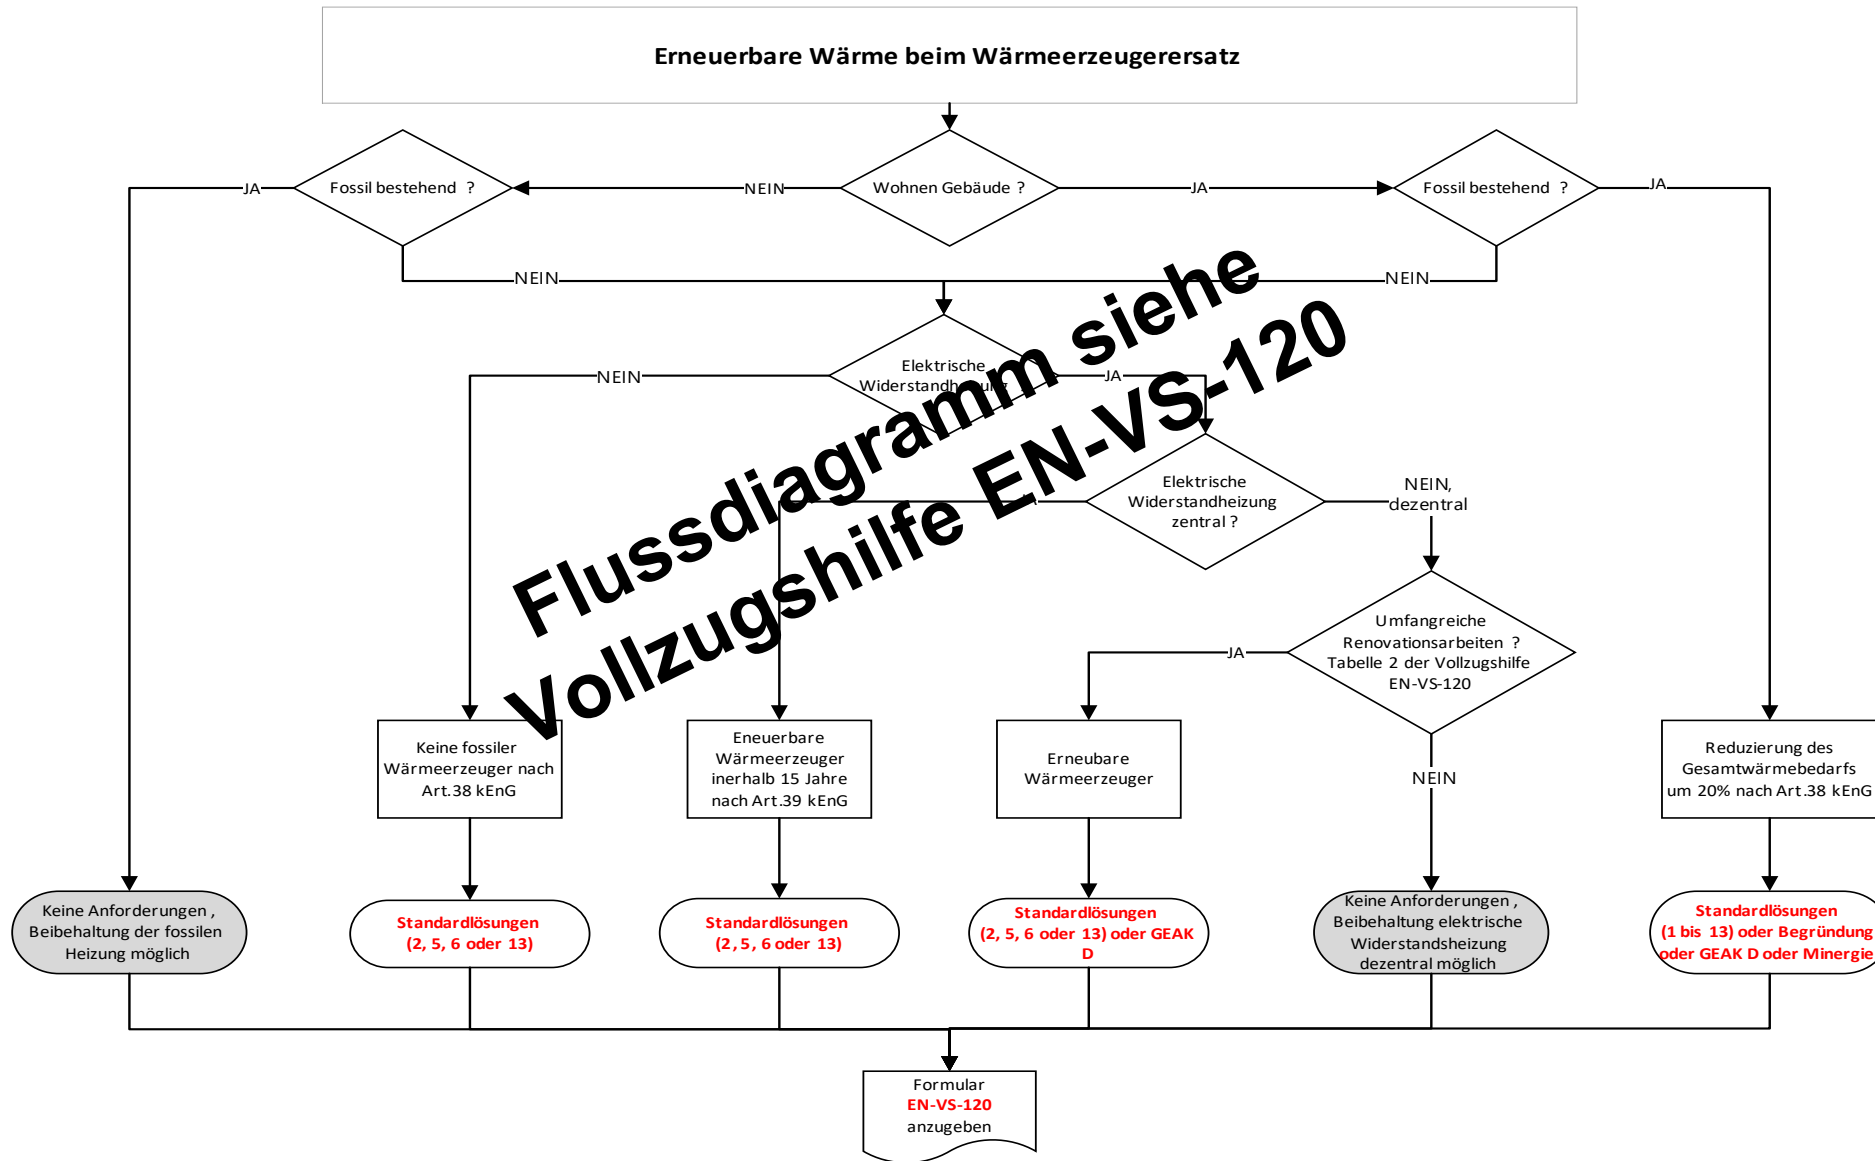 Erneuerbare Wärme beim Wärmeerzeugerersatz
JA
Fossil bestehend ?
NEIN
Wohnen Gebäude ?
JA
Fossil bestehend ?
JA
NEIN
NEIN
Flussdiagramm siehe
Vollzugshilfe EN-VS-120
NEIN
Elektrische
Widerstandheizung ?
JA
Elektrische
Widerstandheizung
zentral ?
NEIN,
dezentral
JA
Umfangreiche
Renovationsarbeiten ?
Tabelle 2 der Vollzugshilfe
EN-VS-120
NEIN
Keine fossiler
Wärmeerzeuger nach
Art.38 kEnG
Eneuerbare
Wärmeerzeuger
inerhalb 15 Jahre
nach Art.39 kEnG
Erneubare
Wärmeerzeuger
Reduzierung des
Gesamtwärmebedarfs
um 20% nach Art.38 kEnG
Keine Anforderungen ,
Beibehaltung der fossilen
Heizung möglich
Standardlösungen
(2, 5, 6 oder 13)
Standardlösungen
(2, 5, 6 oder 13)
Standardlösungen
(2, 5, 6 oder 13) oder GEAK
D
Keine Anforderungen ,
Beibehaltung elektrische
Widerstandsheizung
dezentral möglich
Standardlösungen
(1 bis 13) oder Begründung
oder GEAK D oder Minergie
Formular
EN-VS-120
anzugeben